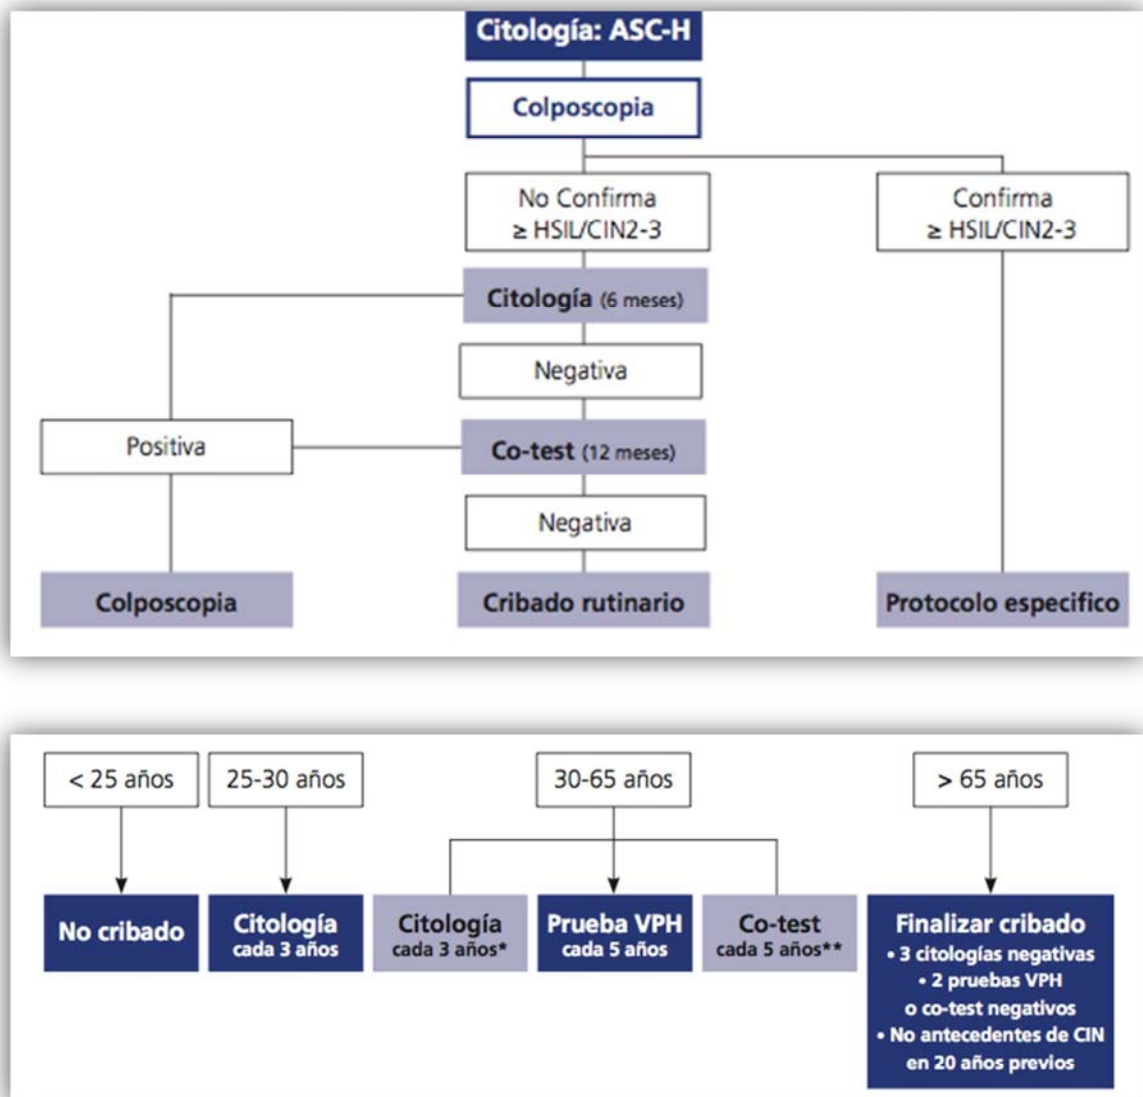 Citología: ASC-H
Colposcopia
No Confirma
≥ HSIL/CIN2-3
Confirma
≥ HSIL/CIN2-3
Citología (6 meses)
Negativa
Positiva
Co-test (12 meses)
Negativa
Colposcopia
Cribado rutinario
Protocolo especifico
< 25 años
25-30 años
30-65 años
> 65 años
No cribado
Citología
cada 3 años
Citología
cada 3 años*
Prueba VPH
cada 5 años
Co-test
cada 5 años**
Finalizar cribado
• 3 citologías negativas
• 2 pruebas VPH
o co-test negativos
• No antecedentes de CIN
en 20 años previos